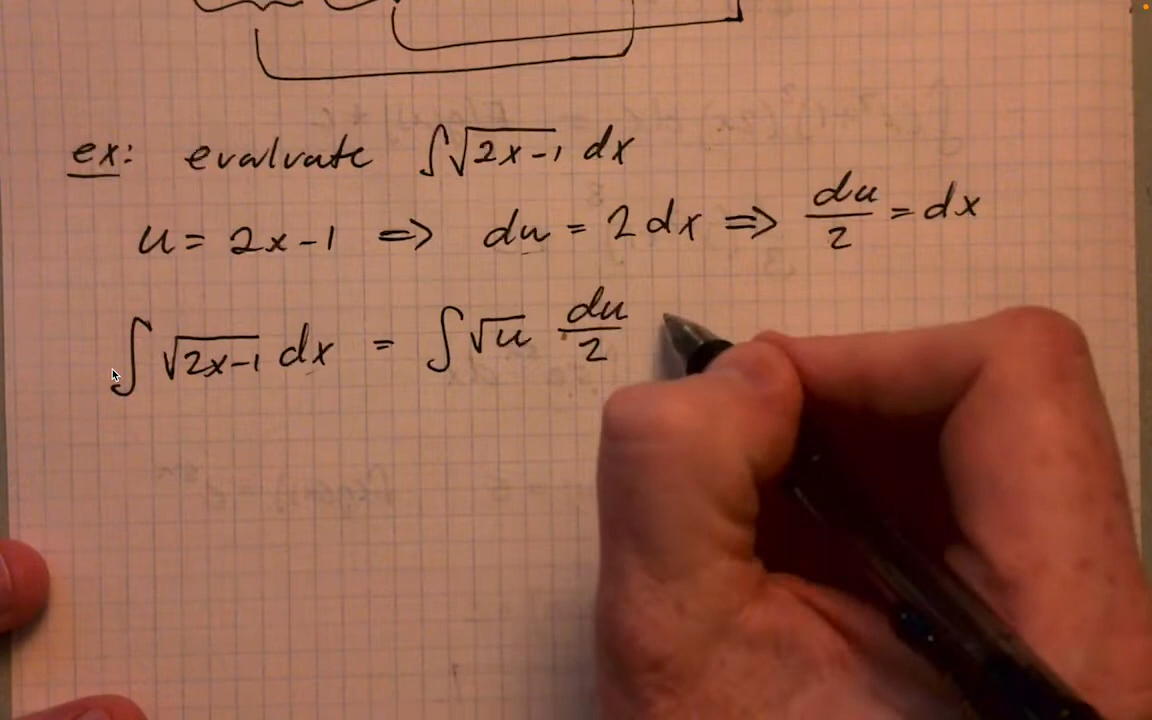 ex: evaluate ∫√(2x-1) dx
u = 2x-1 => du = 2 dx => du/2 = dx
∫ √(2x-1) dx = ∫ √u du/2